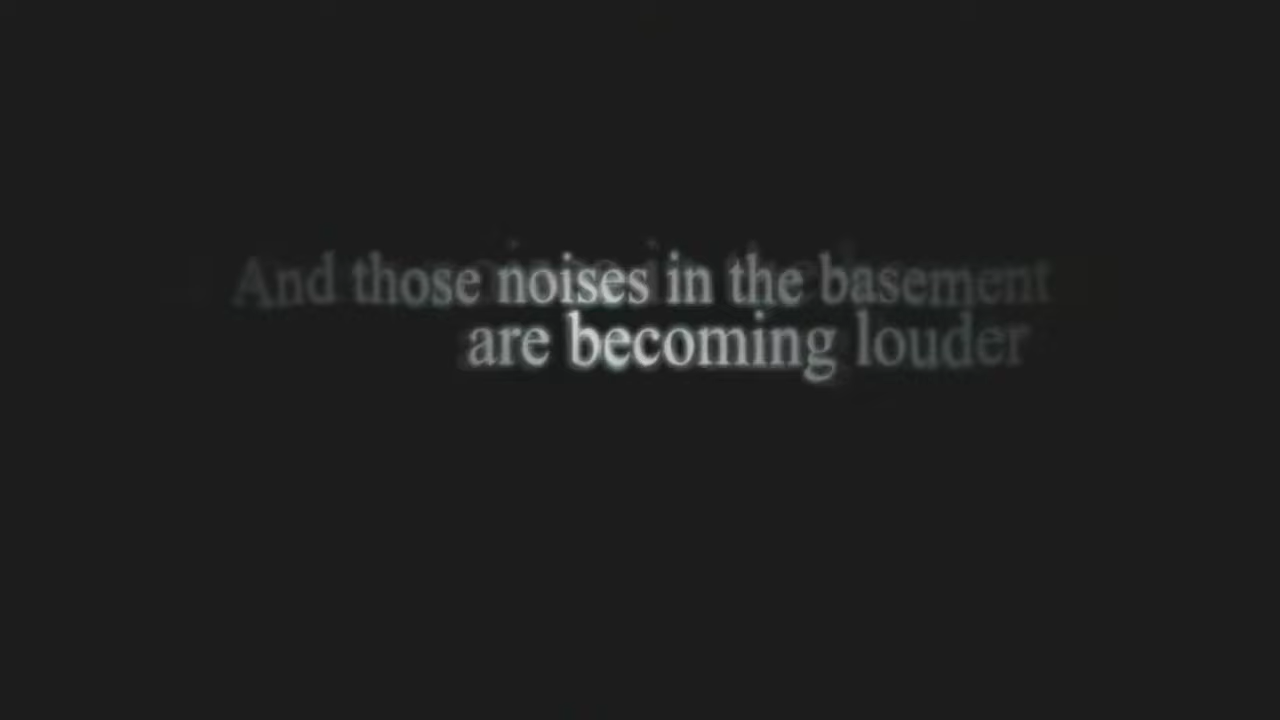 And those noises in the basement
are becoming louder